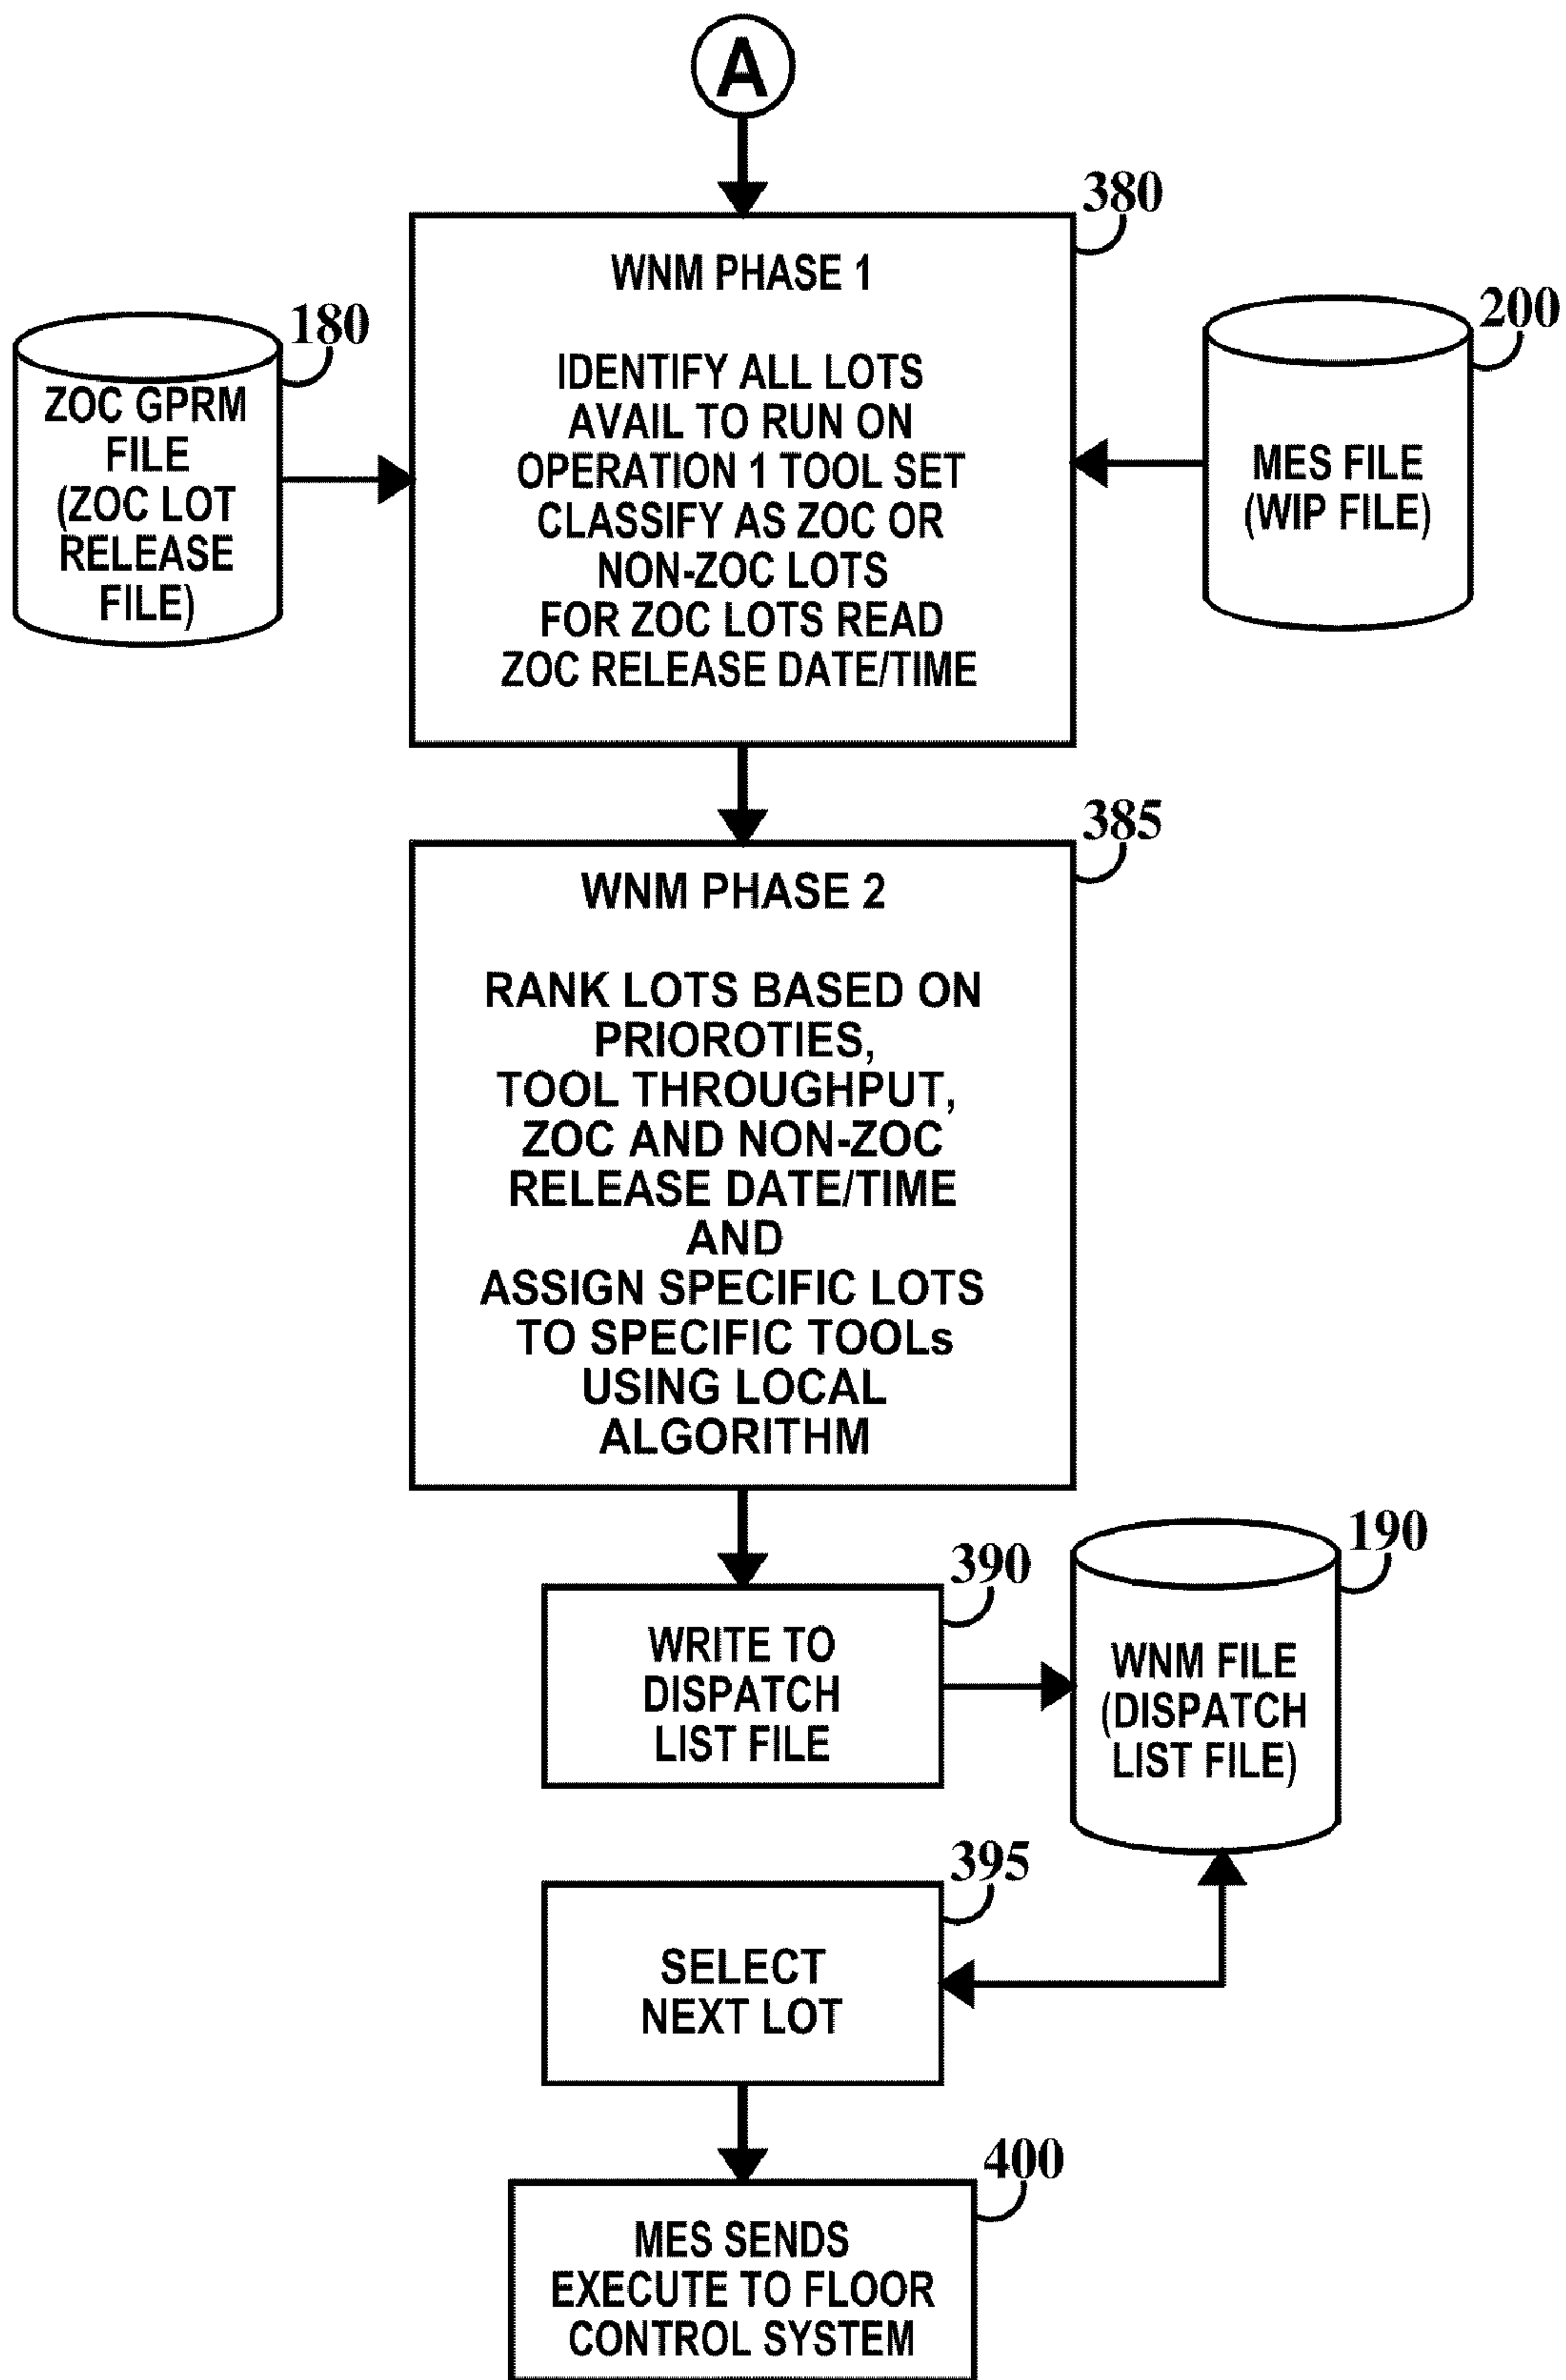 A
380
WNM PHASE 1
IDENTIFY ALL LOTS
AVAIL TO RUN ON
OPERATION 1 TOOL SET
CLASSIFY AS ZOC OR
NON-ZOC LOTS
FOR ZOC LOTS READ
ZOC RELEASE DATE/TIME
180
ZOC GPRM
FILE
(ZOC LOT
RELEASE
FILE)
200
MES FILE
(WIP FILE)
385
WNM PHASE 2
RANK LOTS BASED ON
PRIOROTIES,
TOOL THROUGHPUT,
ZOC AND NON-ZOC
RELEASE DATE/TIME
AND
ASSIGN SPECIFIC LOTS
TO SPECIFIC TOOLs
USING LOCAL
ALGORITHM
390
WRITE TO
DISPATCH
LIST FILE
190
WNM FILE
(DISPATCH
LIST FILE)
395
SELECT
NEXT LOT
400
MES SENDS
EXECUTE TO FLOOR
CONTROL SYSTEM